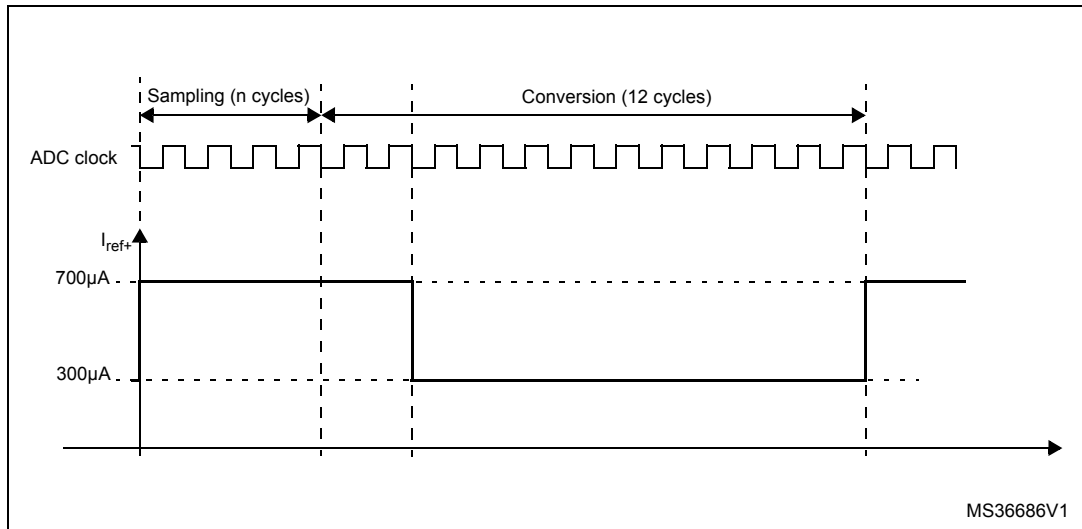 Sampling (n cycles)
Conversion (12 cycles)
ADC clock
Iref+
700µA
300µA
MS36686V1